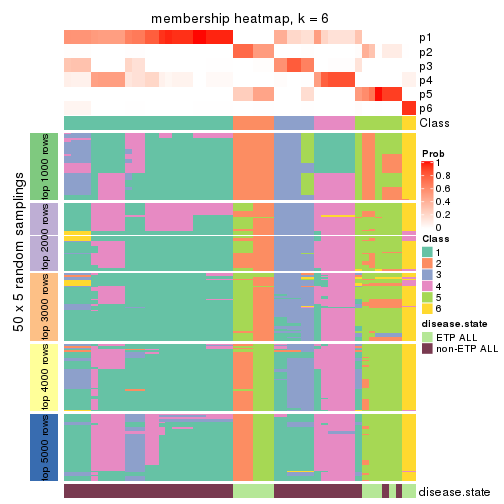 membership heatmap, k = 6
p1
p2
p3
p4
p5
p6
Class
50 x 5 random samplings
top 1000 rows
top 2000 rows
top 3000 rows
top 4000 rows
top 5000 rows
disease.state
Prob
1
0.8
0.6
0.4
0.2
0
Class
1
2
3
4
5
6
disease.state
ETP ALL
non-ETP ALL